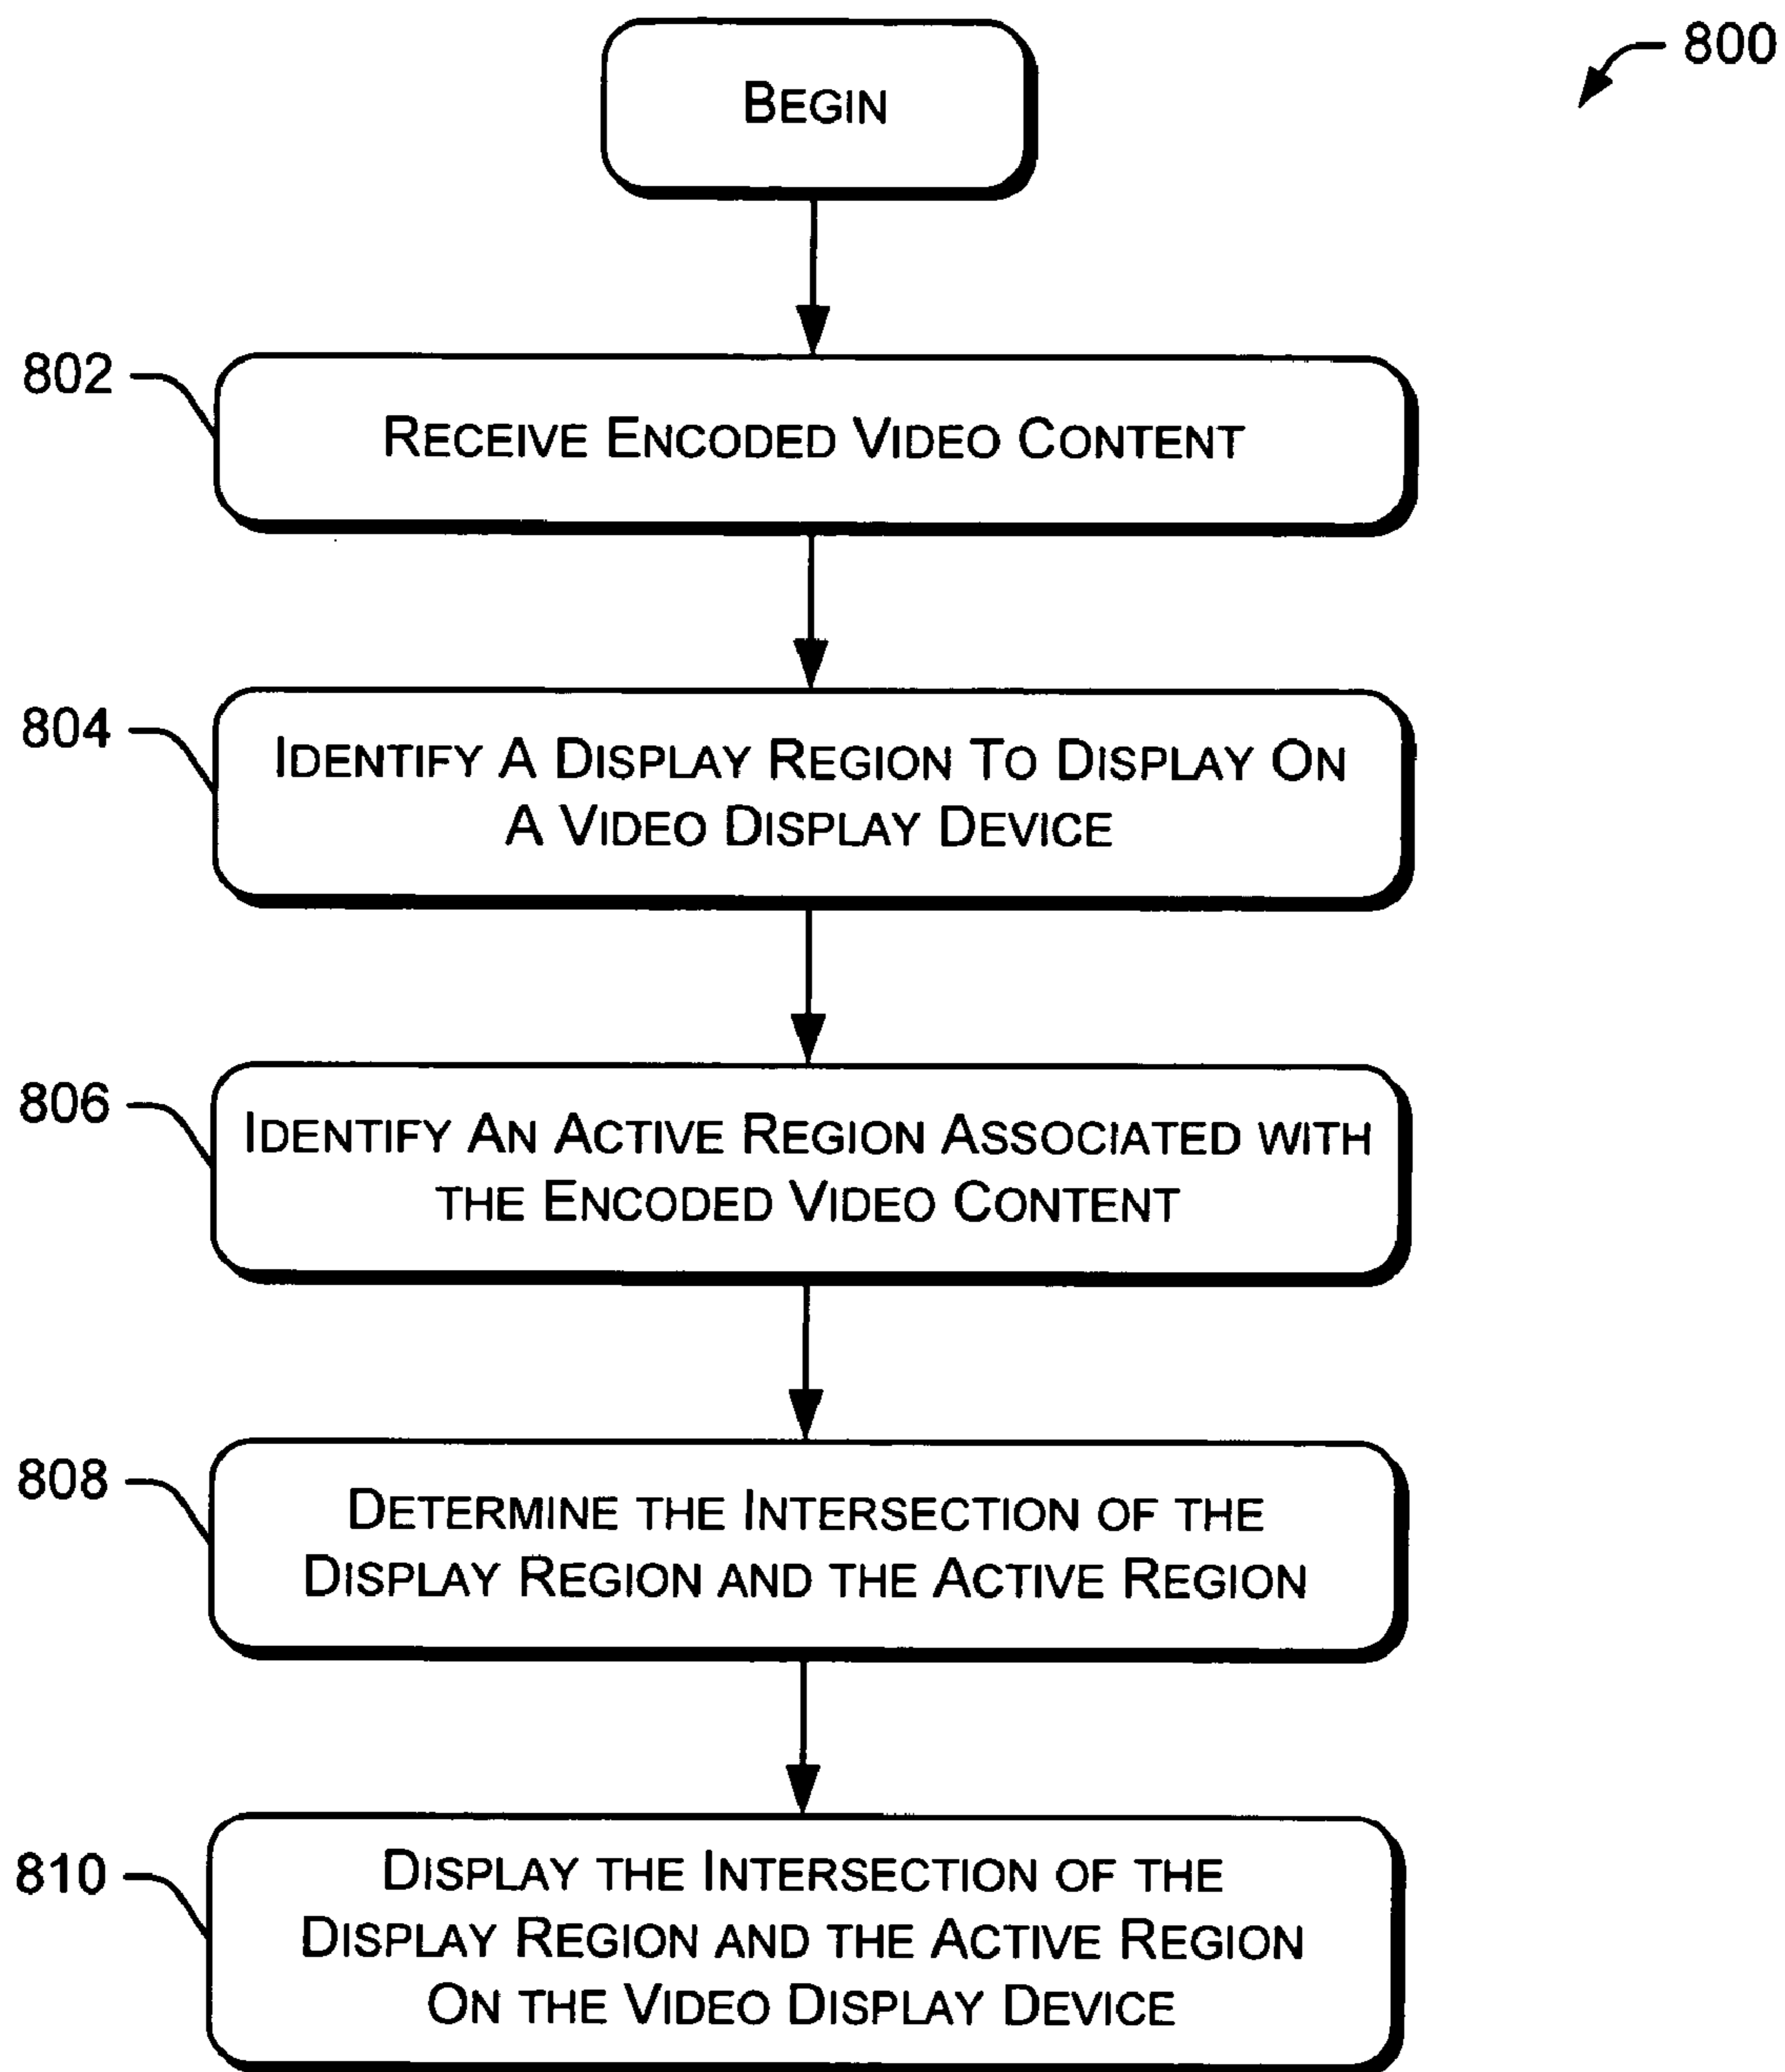 800
BEGIN
802
RECEIVE ENCODED VIDEO CONTENT
804
IDENTIFY A DISPLAY REGION TO DISPLAY ON
A VIDEO DISPLAY DEVICE
806
IDENTIFY AN ACTIVE REGION ASSOCIATED WITH
THE ENCODED VIDEO CONTENT
808
DETERMINE THE INTERSECTION OF THE
DISPLAY REGION AND THE ACTIVE REGION
810
DISPLAY THE INTERSECTION OF THE
DISPLAY REGION AND THE ACTIVE REGION
ON THE VIDEO DISPLAY DEVICE